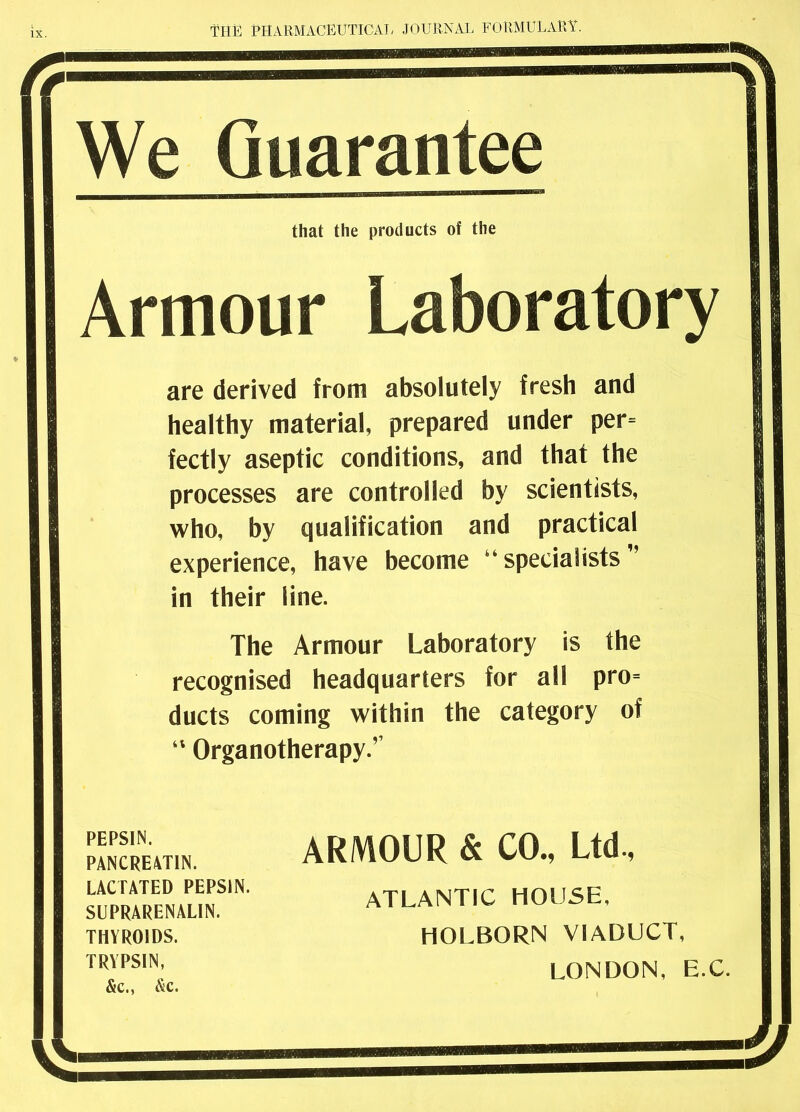 ix.
THE PHARMACEUTICAL JOURNAL FORMULARY.
We Guarantee
that the products of the
Armour Laboratory
are derived from absolutely fresh and
healthy material, prepared under per=
fectly aseptic conditions, and that the
processes are controlled by scientists,
who, by qualification and practical
experience, have become “specialists”
in their line.
The Armour Laboratory is the
recognised headquarters for all pro=
ducts coming within the category of
“Organotherapy.”
PEPSIN.
PANCREATIN.
LACTATED PEPSIN.
SUPRARENALIN.
THYROIDS.
TRYPSIN,
&c., &c.
ARMOUR & CO., Ltd.,
ATLANTIC HOUSE,
HOLBORN VIADUCT,
LONDON, E.C.